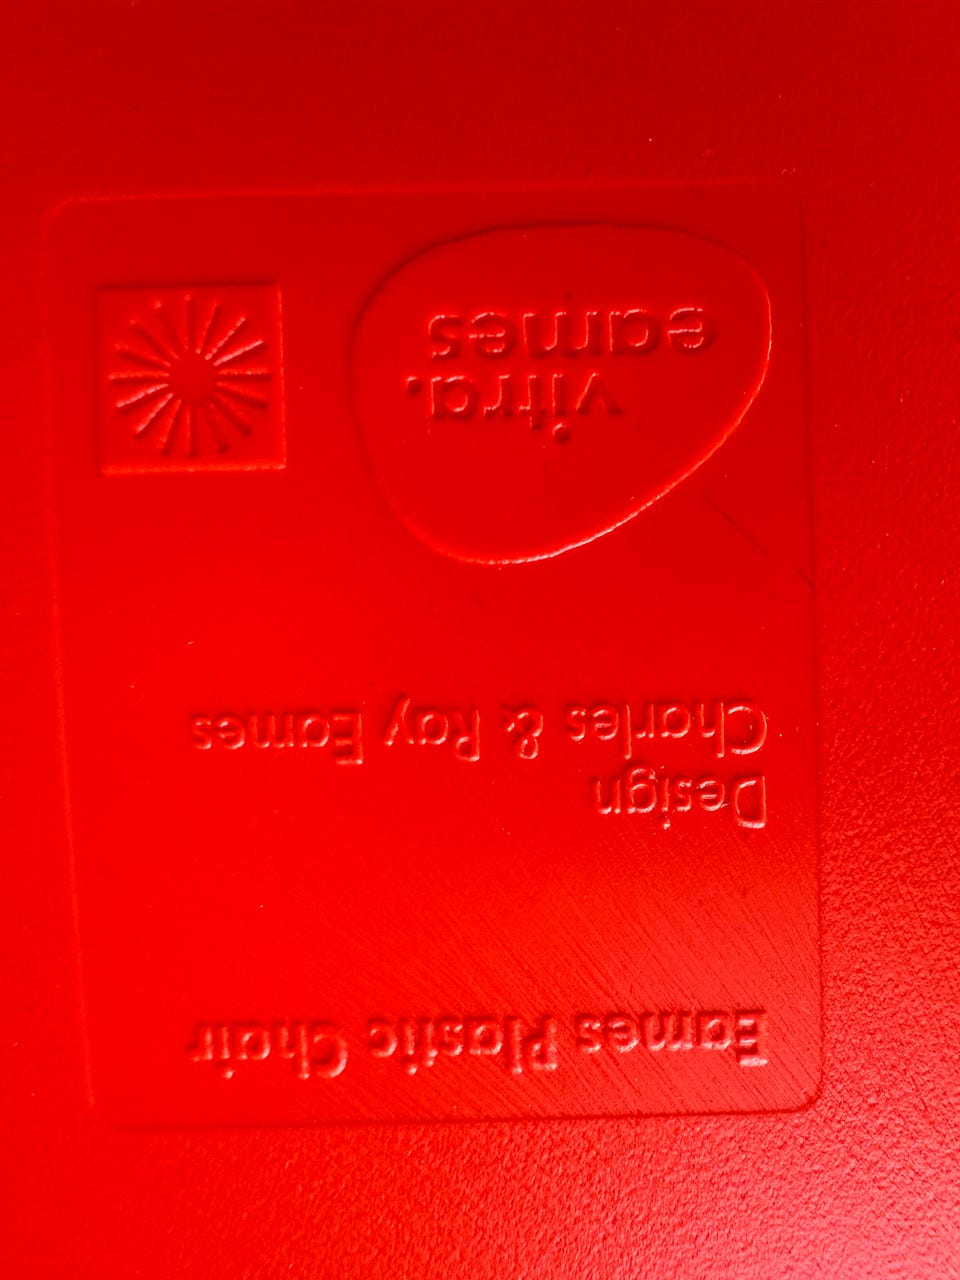 Eames Plastic Chair
Design
Charles & Ray Eames
vitra.
eames